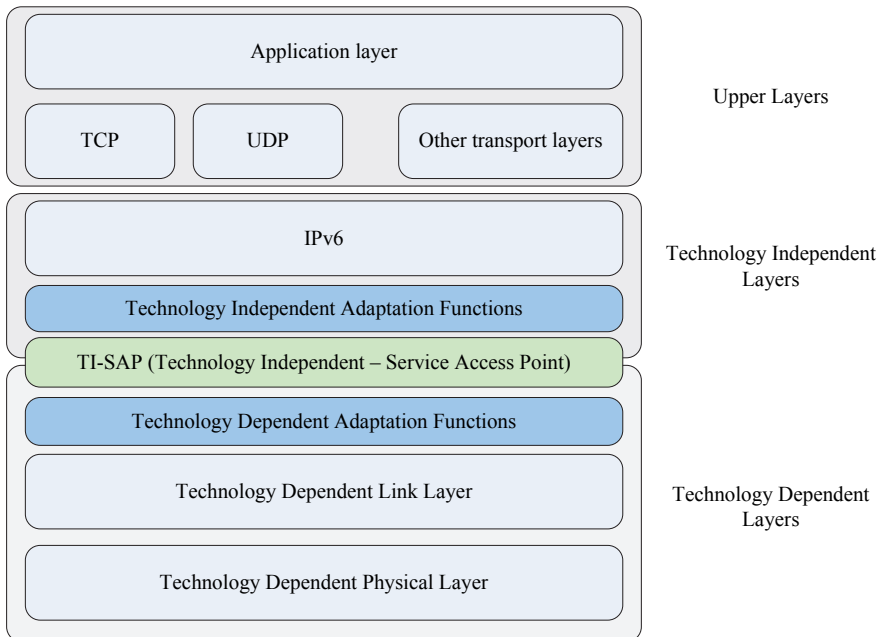 Application layer
Upper Layers
TCP
UDP
Other transport layers
IPv6
Technology Independent
Layers
Technology Independent Adaptation Functions
TI-SAP (Technology Independent – Service Access Point)
Technology Dependent Adaptation Functions
Technology Dependent Link Layer
Technology Dependent
Layers
Technology Dependent Physical Layer